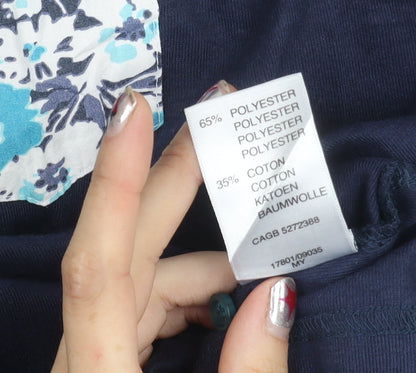 65% POLYESTER
POLYESTER
POLYESTER
POLYESTER
35% COTON
COTTON
KATOEN
BAUMWOLLE
CAGB 5272388
17801/09035
MY